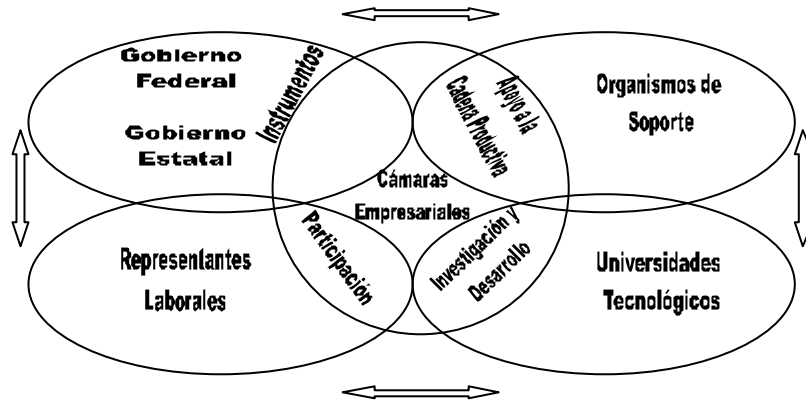 Gobierno
Federal
Gobierno
Estatal
Instrumentos
Apoyo a la
Cadena Productiva
Organismos de
Soporte
Cámaras
Empresariales
Representantes
Laborales
Participación
Investigación y
Desarrollo
Universidades
Tecnológicos